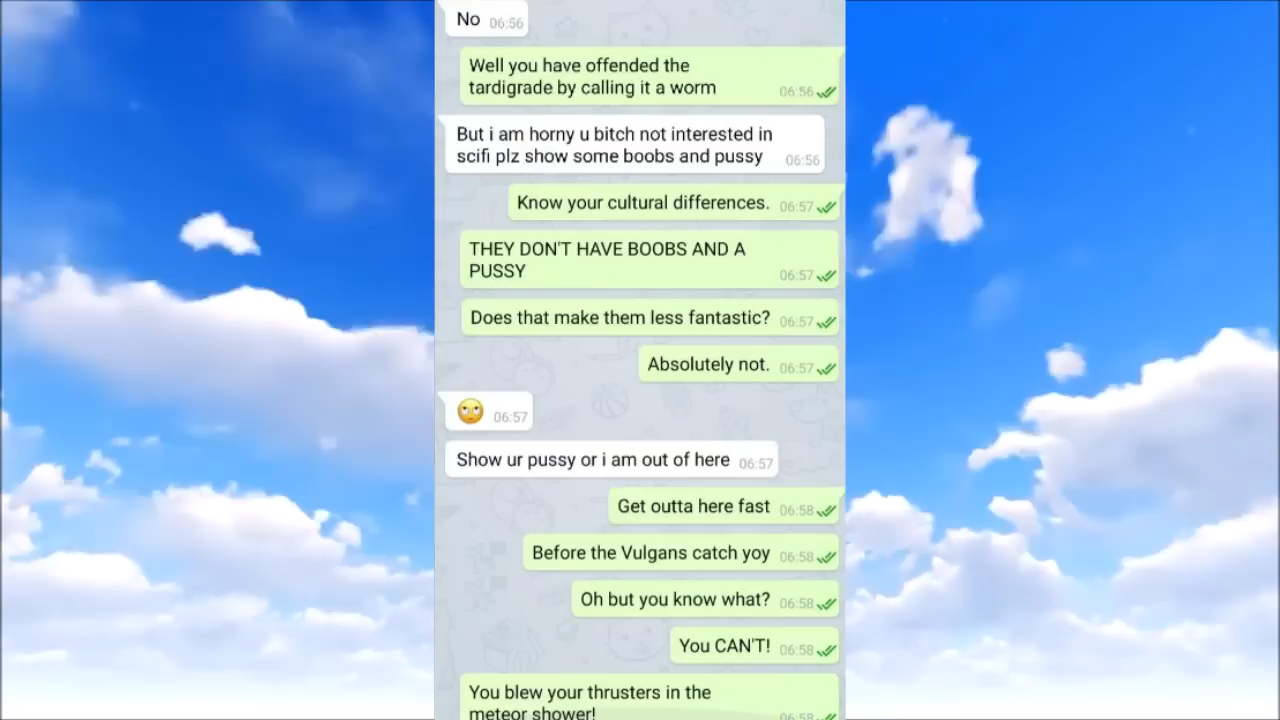 No 06:56
Well you have offended the
tardigrade by calling it a worm 06:56
But i am horny u bitch not interested in
scifi plz show some boobs and pussy 06:56
Know your cultural differences. 06:57
THEY DON'T HAVE BOOBS AND A
PUSSY 06:57
Does that make them less fantastic? 06:57
Absolutely not. 06:57
🙄 06:57
Show ur pussy or i am out of here 06:57
Get outta here fast 06:58
Before the Vulgans catch yoy 06:58
Oh but you know what? 06:58
You CAN'T! 06:58
You blew your thrusters in the
meteor shower! 06:58